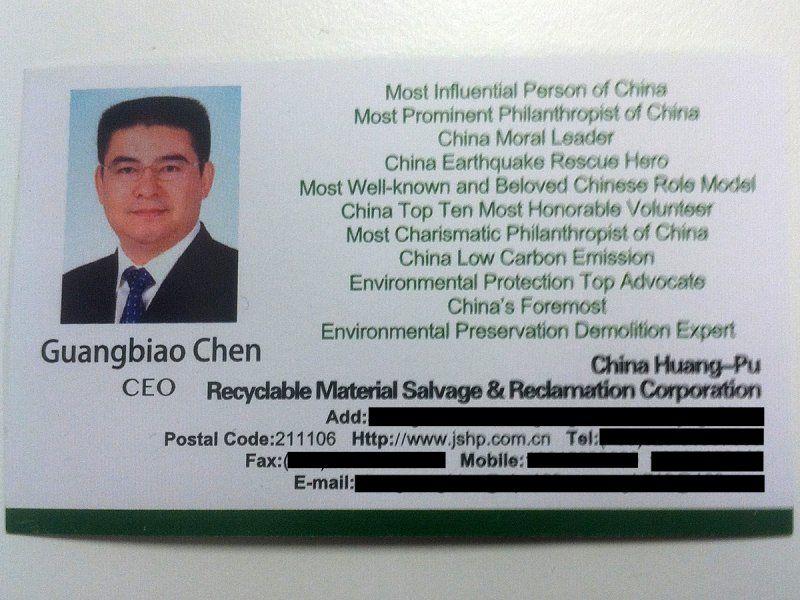 Most Influential Person of China
Most Prominent Philanthropist of China
China Moral Leader
China Earthquake Rescue Hero
Most Well-known and Beloved Chinese Role Model
China Top Ten Most Honorable Volunteer
Most Charismatic Philanthropist of China
China Low Carbon Emission
Environmental Protection Top Advocate
China's Foremost
Environmental Preservation Demolition Expert
Guangbiao Chen
CEO
China Huang-Pu
Recyclable Material Salvage & Reclamation Corporation
Add:
Postal Code:211106 Http://www.jshp.com.cn Tel:
Fax:( Mobile:
E-mail: